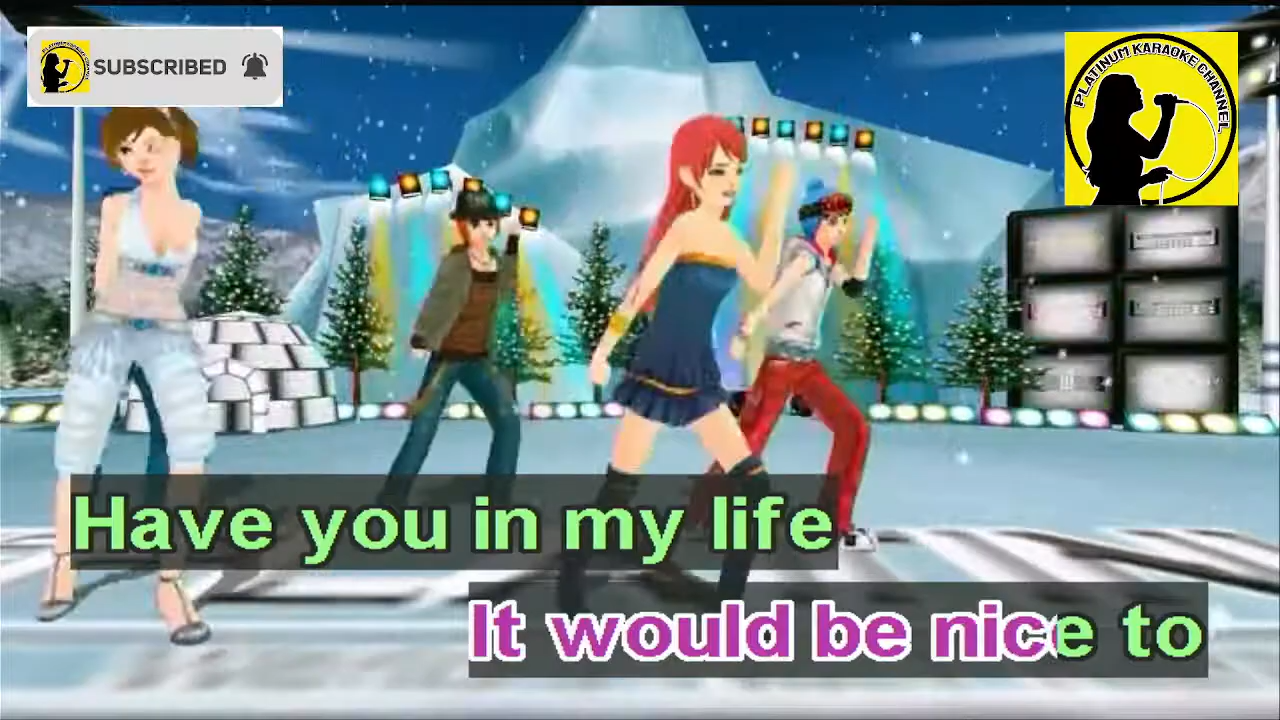 SUBSCRIBED
PLATINUM KARAOKE CHANNEL
Have you in my life
It would be nice to